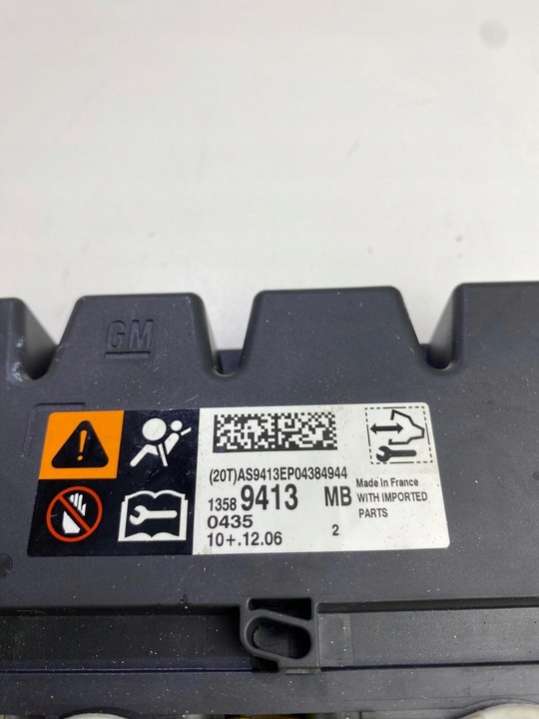 GM
(20T)AS9413EP04384944
1358 9413 MB
0435
10+.12.06 2
Made in France
WITH IMPORTED
PARTS